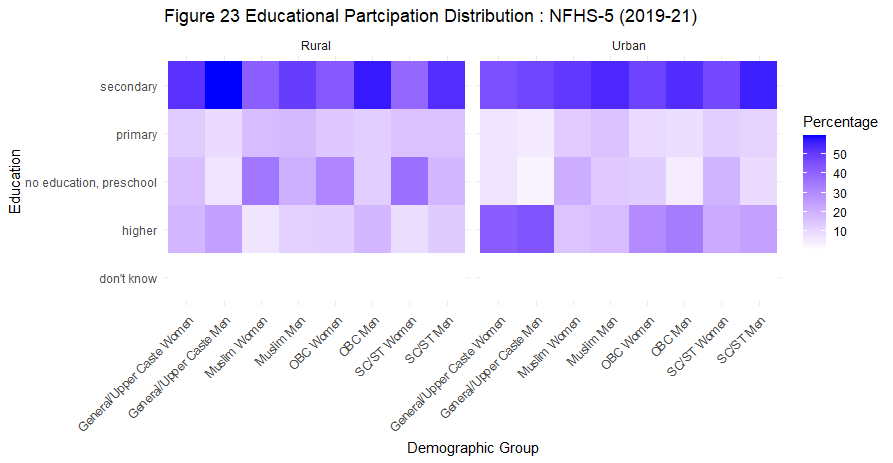 Figure 23 Educational Partcipation Distribution : NFHS-5 (2019-21)
Rural
Urban
Education
secondary
primary
no education, preschool
higher
don't know
General/Upper Caste Women
General/Upper Caste Men
Muslim Women
Muslim Men
OBC Women
OBC Men
SC/ST Women
SC/ST Men
General/Upper Caste Women
General/Upper Caste Men
Muslim Women
Muslim Men
OBC Women
OBC Men
SC/ST Women
SC/ST Men
Demographic Group
Percentage
50
40
30
20
10